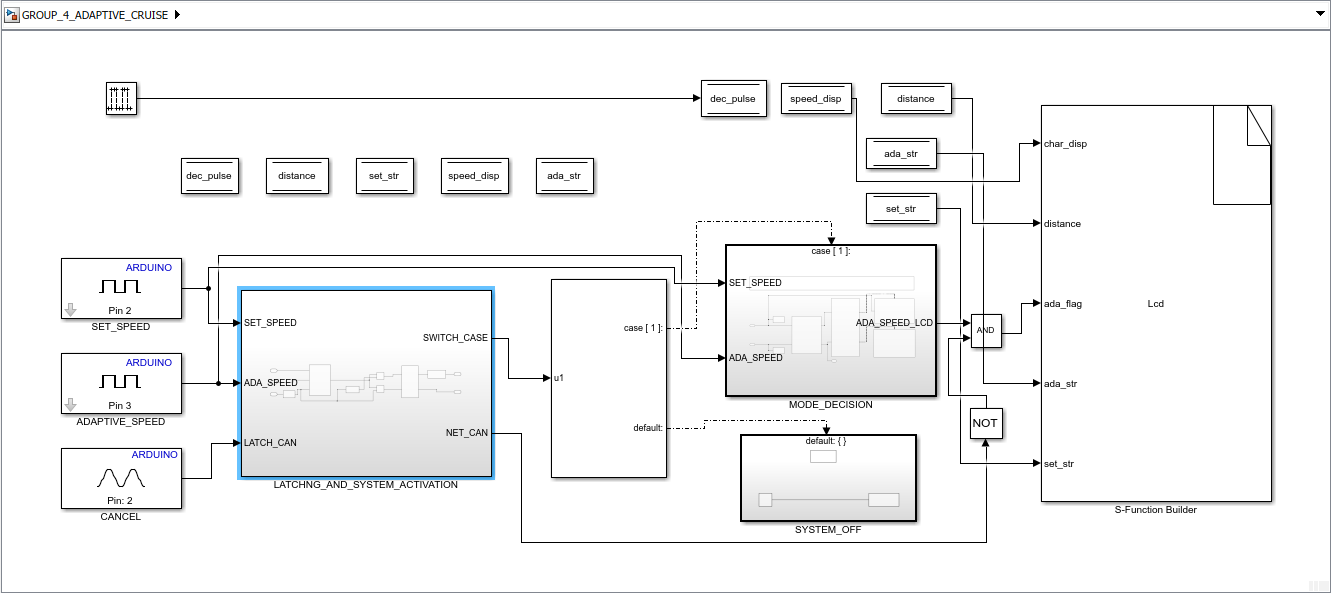 GROUP_4_ADAPTIVE_CRUISE
dec_pulse
speed_disp
distance
ada_str
set_str
dec_pulse
distance
set_str
speed_disp
ada_str
ARDUINO
Pin 2
SET_SPEED
ARDUINO
Pin 3
ADAPTIVE_SPEED
ARDUINO
Pin: 2
CANCEL
SET_SPEED
ADA_SPEED
LATCH_CAN
SWITCH_CASE
NET_CAN
LATCHNG_AND_SYSTEM_ACTIVATION
u1
case [ 1 ]:
default:
case [ 1 ]:
SET_SPEED
ADA_SPEED
ADA_SPEED_LCD
MODE_DECISION
default: { }
SYSTEM_OFF
AND
NOT
char_disp
distance
ada_flag
ada_str
set_str
Lcd
S-Function Builder